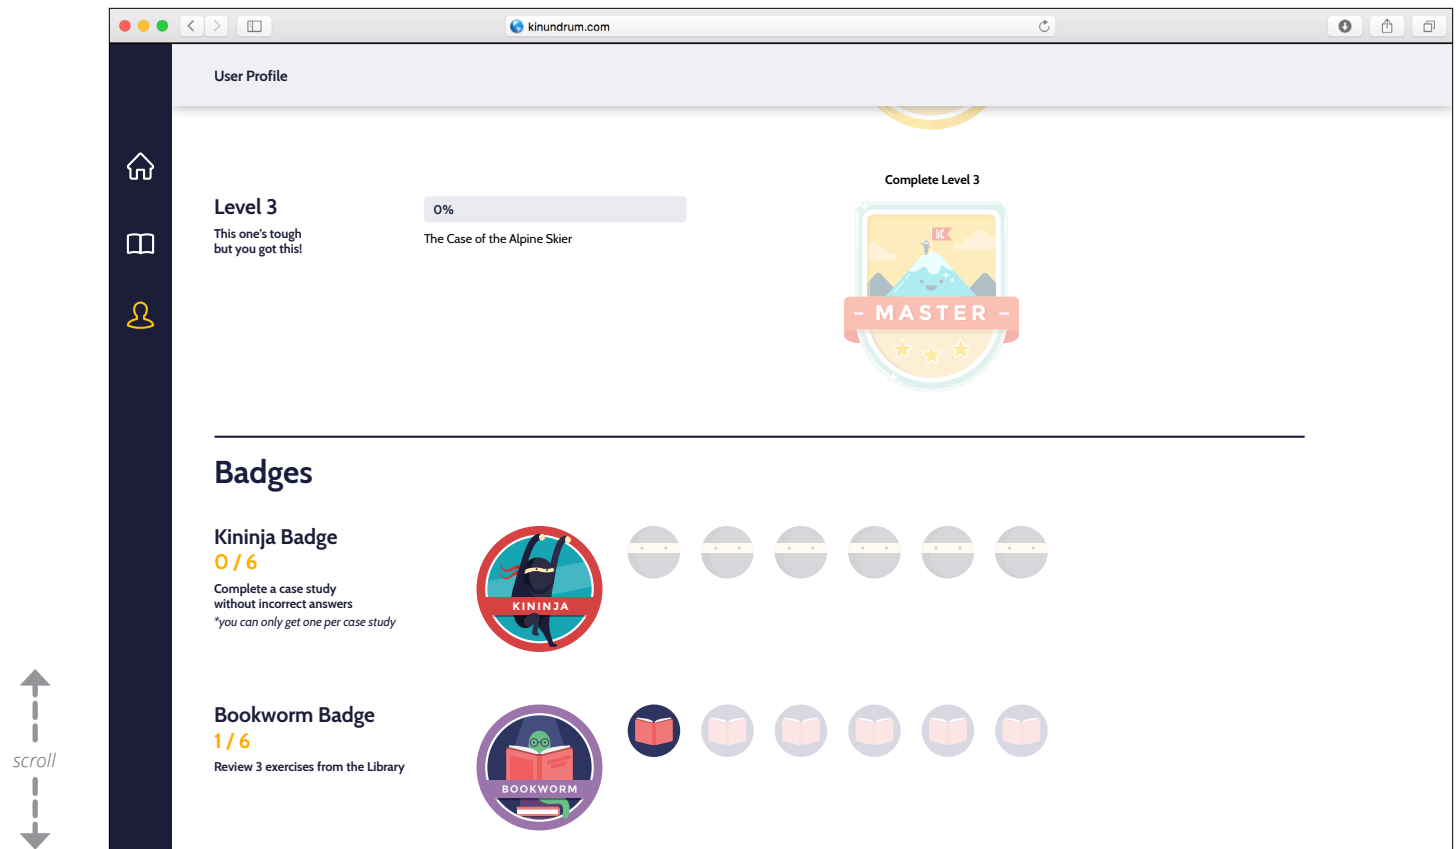 kinundrum.com
User Profile
Complete Level 3
Level 3
0%
This one's tough
but you got this!
The Case of the Alpine Skier
K
- MASTER -
Badges
Kininja Badge
0 / 6
Complete a case study
without incorrect answers
*you can only get one per case study
KININJA
Bookworm Badge
1 / 6
Review 3 exercises from the Library
BOOKWORM
scroll